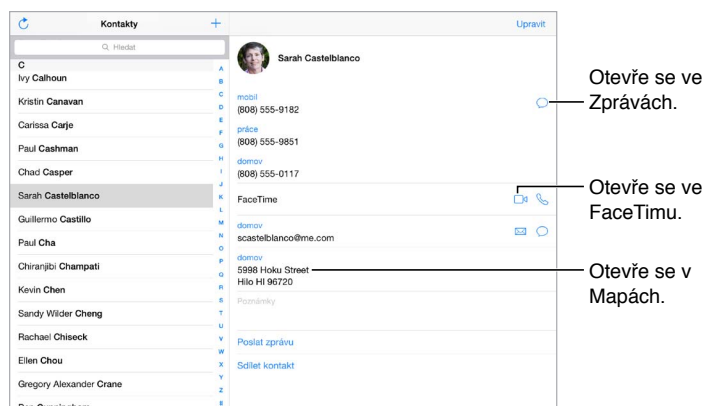 Kontakty
Hledat
C
Ivy Calhoun
Kristin Canavan
Carissa Carje
Paul Cashman
Chad Casper
Sarah Castelblanco
Guillermo Castillo
Paul Cha
Chiranjibi Champati
Kevin Chen
Sandy Wilder Cheng
Rachael Chiseck
Ellen Chou
Gregory Alexander Crane
A
B
C
D
E
F
G
H
I
J
K
L
M
N
O
P
Q
R
S
T
U
V
W
X
Y
Z
#
Upravit
Sarah Castelblanco
mobil
(808) 555-9182
práce
(808) 555-9851
domov
(808) 555-0117
FaceTime
domov
scastelblanco@me.com
domov
5998 Hoku Street
Hilo HI 96720
Poznámky
Poslat zprávu
Sdílet kontakt
Otevře se ve
Zprávách.
Otevře se ve
FaceTimu.
Otevře se v
Mapách.